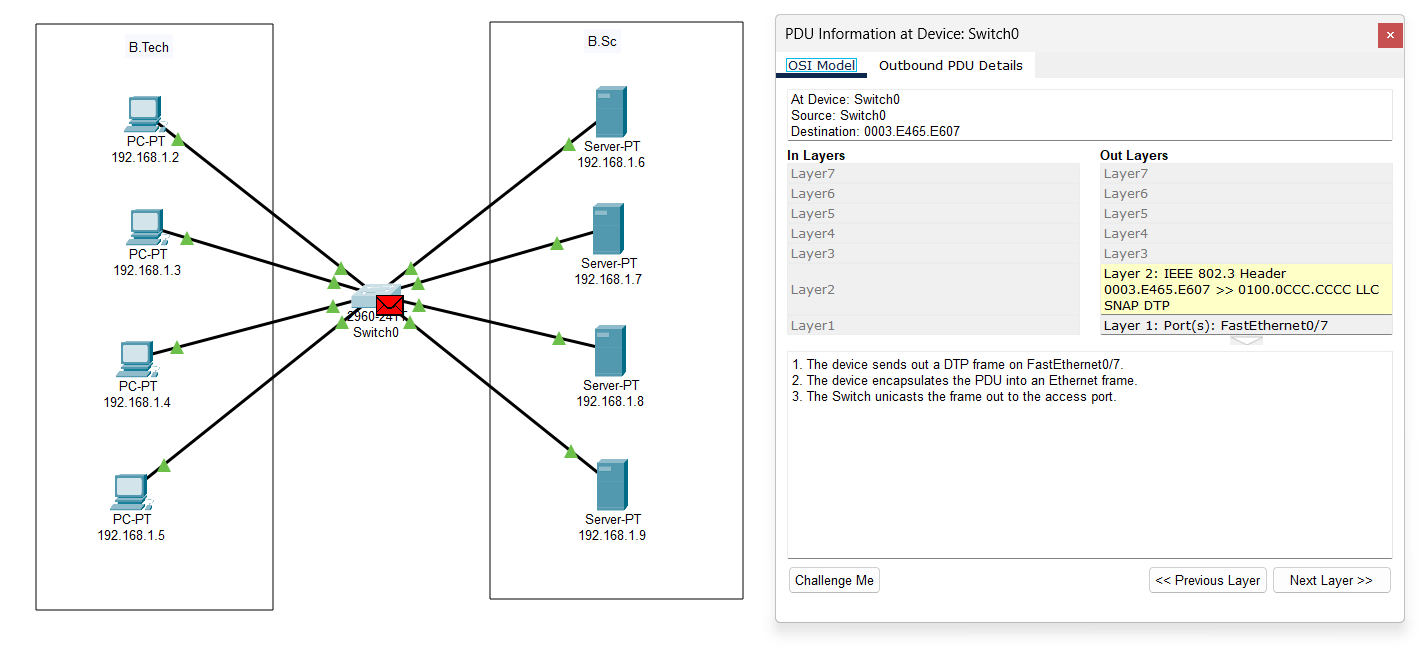 B.Tech
PC-PT
192.168.1.2
PC-PT
192.168.1.3
PC-PT
192.168.1.4
PC-PT
192.168.1.5
2960-24TT
Switch0
B.Sc
Server-PT
192.168.1.6
Server-PT
192.168.1.7
Server-PT
192.168.1.8
Server-PT
192.168.1.9
PDU Information at Device: Switch0
OSI Model Outbound PDU Details
At Device: Switch0
Source: Switch0
Destination: 0003.E465.E607
In Layers
Layer7
Layer6
Layer5
Layer4
Layer3
Layer2
Layer1
Out Layers
Layer7
Layer6
Layer5
Layer4
Layer3
Layer 2: IEEE 802.3 Header
0003.E465.E607 >> 0100.0CCC.CCCC LLC
SNAP DTP
Layer 1: Port(s): FastEthernet0/7
1. The device sends out a DTP frame on FastEthernet0/7.
2. The device encapsulates the PDU into an Ethernet frame.
3. The Switch unicasts the frame out to the access port.
Challenge Me << Previous Layer Next Layer >>